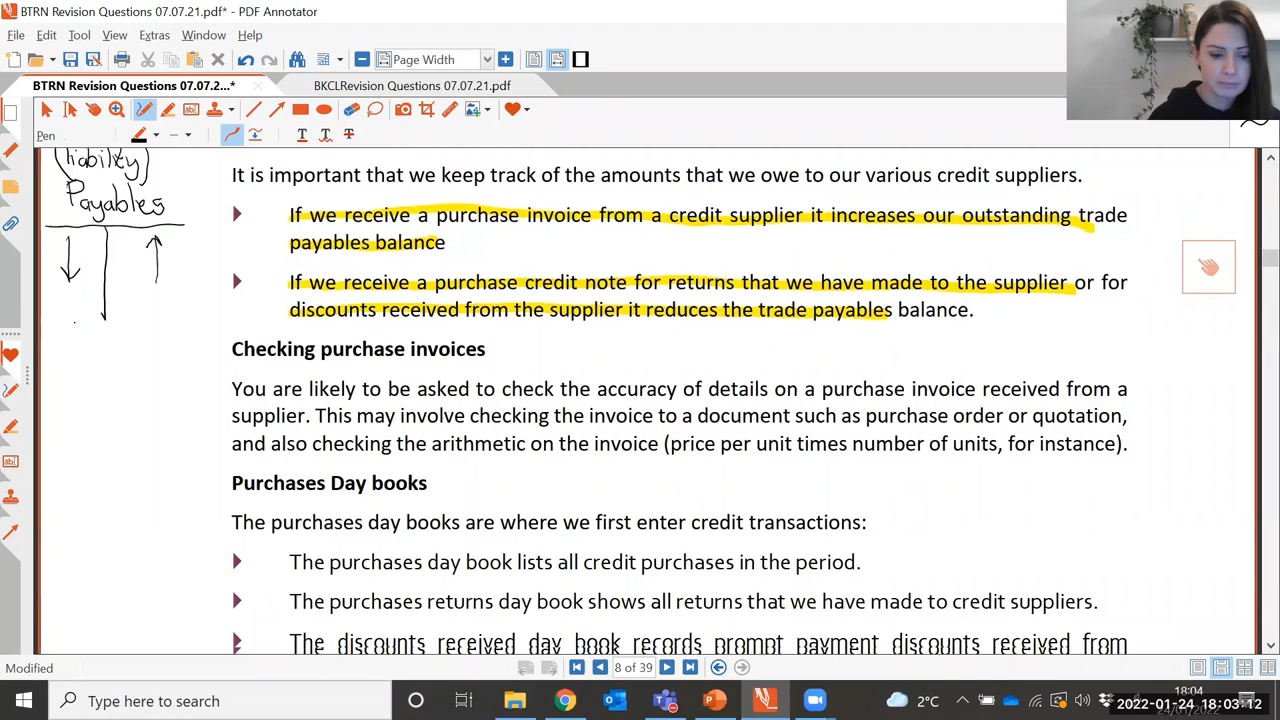 BTRN Revision Questions 07.07.21.pdf* - PDF Annotator
File Edit Tool View Extras Window Help
Page Width
BTRN Revision Questions 07.07.2...*
BKCLRevision Questions 07.07.21.pdf
Pen
(liability)
Payables
It is important that we keep track of the amounts that we owe to our various credit suppliers.
If we receive a purchase invoice from a credit supplier it increases our outstanding trade
payables balance
If we receive a purchase credit note for returns that we have made to the supplier or for
discounts received from the supplier it reduces the trade payables balance.
Checking purchase invoices
You are likely to be asked to check the accuracy of details on a purchase invoice received from a
supplier. This may involve checking the invoice to a document such as purchase order or quotation,
and also checking the arithmetic on the invoice (price per unit times number of units, for instance).
Purchases Day books
The purchases day books are where we first enter credit transactions:
The purchases day book lists all credit purchases in the period.
The purchases returns day book shows all returns that we have made to credit suppliers.
The discounts received day book records prompt payment discounts received from
Modified
8 of 39
Type here to search
2°C
18:04
24/01/2022
2022-01-24 18:03:12